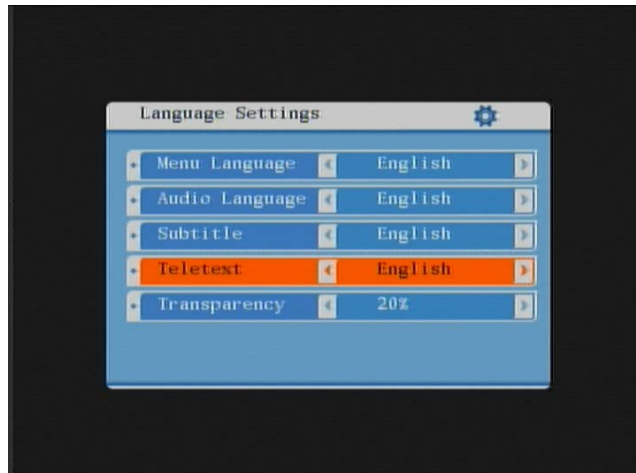 Language Settings
Menu Language English
Audio Language English
Subtitle English
Teletext English
Transparency 20%